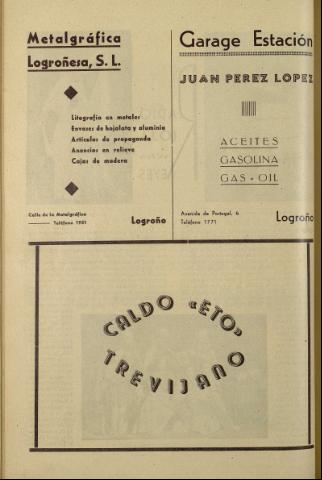 Metalgráfica
Logroñesa, S. L.
Litografía en metales
Envases de hojalata y aluminio
Artículos de propaganda
Anuncios en relieve
Cajas de madera
Calle de la Metalgráfica
Teléfono 1981
Logroño
Garage Estación
JUAN PEREZ LOPEZ
ACEITES
GASOLINA
GAS-OIL
Avenida de Portugal, 6
Teléfono 1771
Logroño
CALDO «ETO»
TREVIJANO